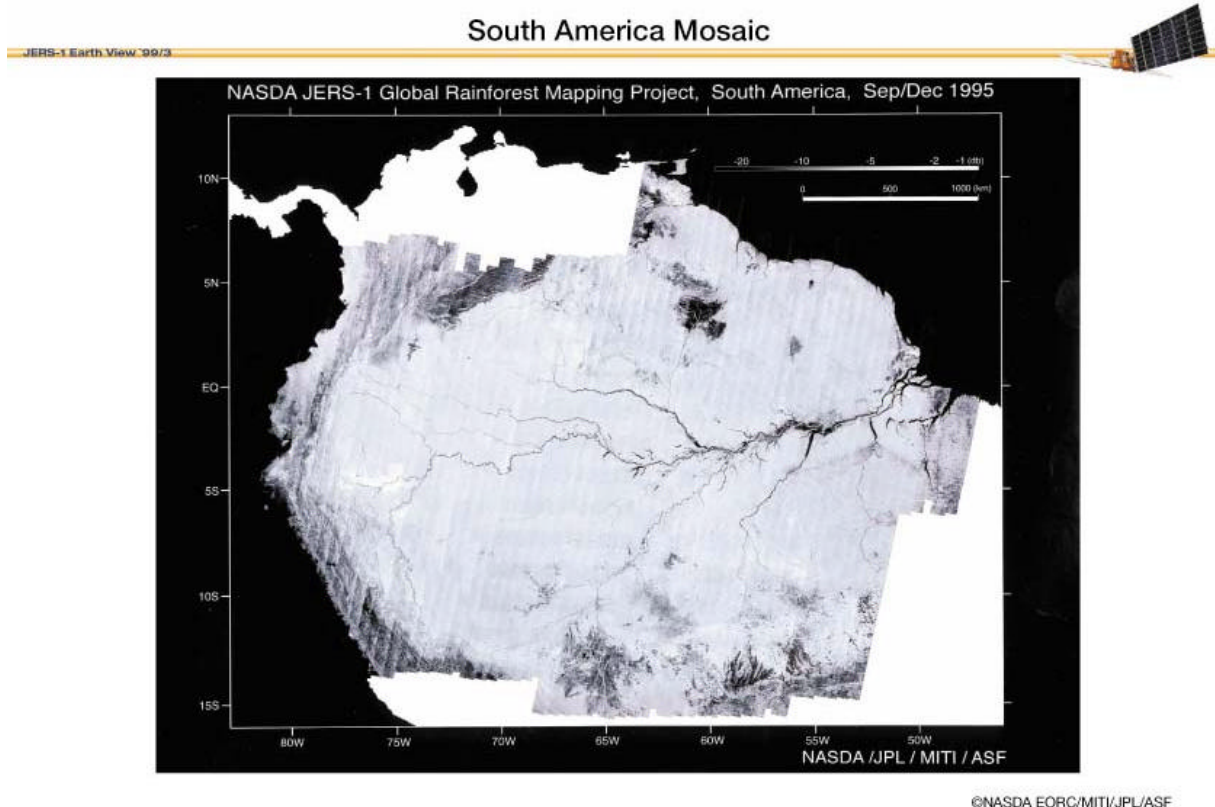 South America Mosaic
JERS-1 Earth View '99/3
NASDA JERS-1 Global Rainforest Mapping Project, South America, Sep/Dec 1995
-20 -10 -5 -2 -1 (db)
0 500 1000 (km)
10N
5N
EQ
5S
10S
15S
80W 75W 70W 65W 60W 55W 50W
NASDA /JPL / MITI / ASF
©NASDA EORC/MITI/JPL/ASF